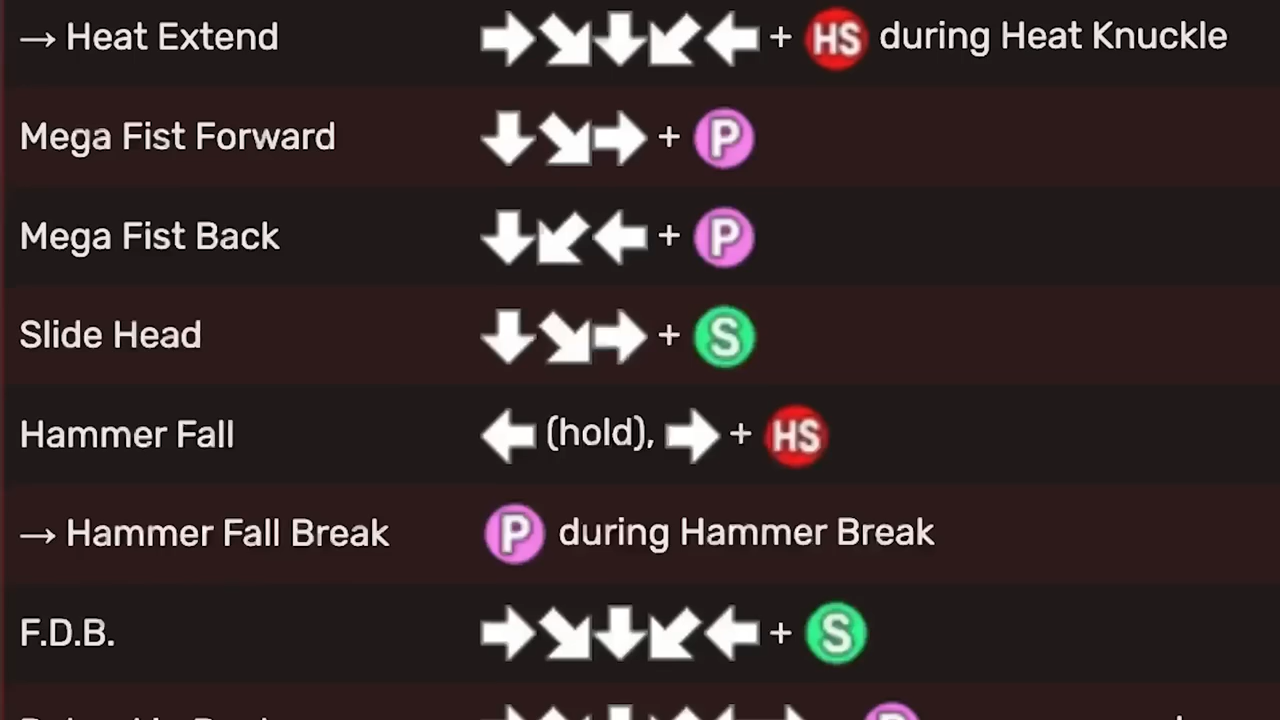 → Heat Extend ➡↘⬇↙⬅ + HS during Heat Knuckle
Mega Fist Forward ⬇↘➡ + P
Mega Fist Back ⬇↙⬅ + P
Slide Head ⬇↘➡ + S
Hammer Fall ⬅ (hold), ➡ + HS
→ Hammer Fall Break P during Hammer Break
F.D.B. ➡↘⬇↙⬅ + S